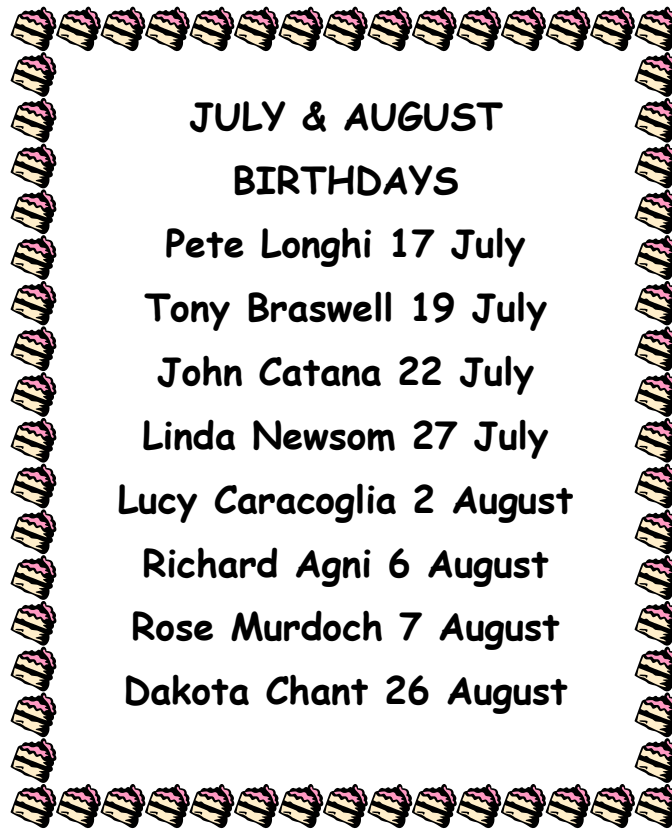 JULY & AUGUST
BIRTHDAYS
Pete Longhi 17 July
Tony Braswell 19 July
John Catana 22 July
Linda Newsom 27 July
Lucy Caracoglia 2 August
Richard Agni 6 August
Rose Murdoch 7 August
Dakota Chant 26 August